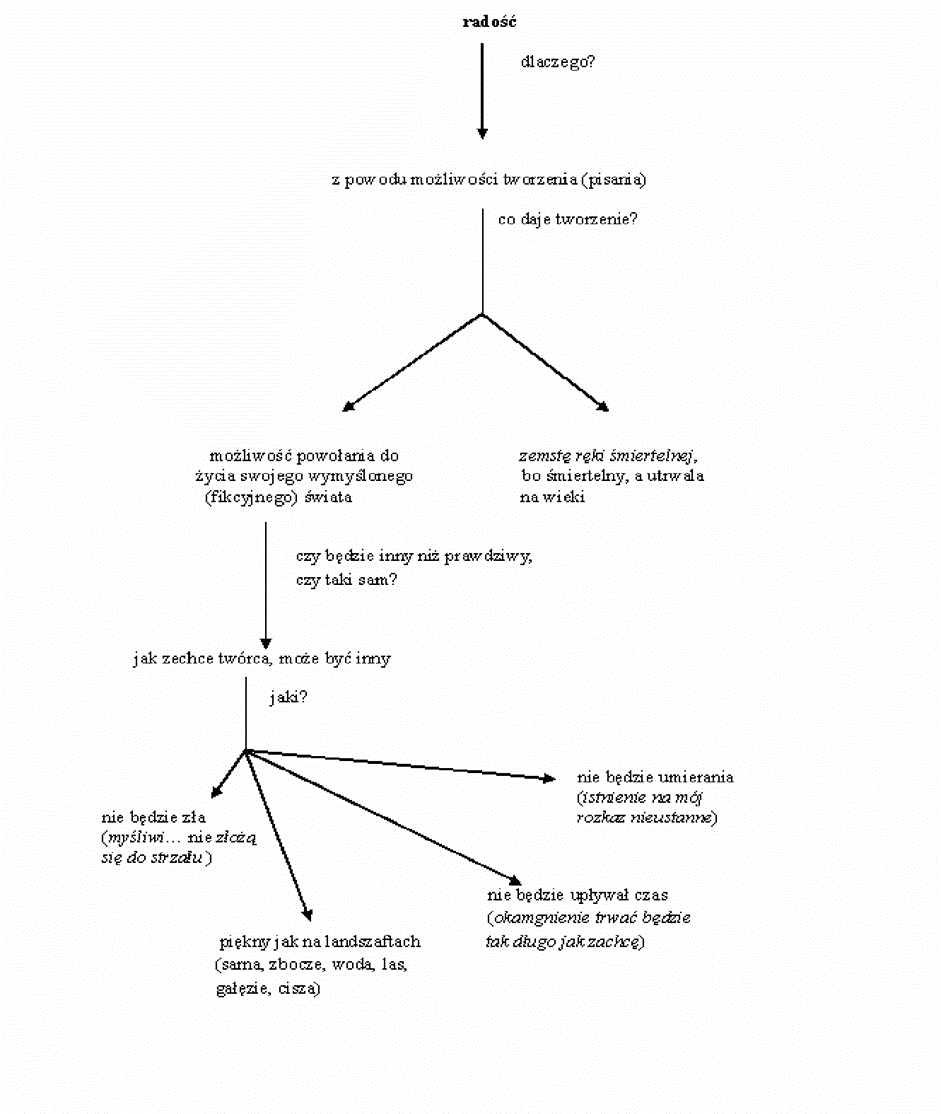 radość
dlaczego?
z powodu możliwości tworzenia (pisania)
co daje tworzenie?
możliwość powołania do
życia swojego wymyślonego
(fikcyjnego) świata
zemstę ręki śmiertelnej,
bo śmiertelny, a utrwala
na wieki
czy będzie inny niż prawdziwy,
czy taki sam?
jak zechce twórca, może być inny
jaki?
nie będzie zła
(myśliwi... nie złożą
się do strzału)
piękny jak na landszaftach
(sarna, zbocze, woda, las,
gałęzie, cisza)
nie będzie upływał czas
(okamgnienie trwać będzie
tak długo jak zachcę)
nie będzie umierania
(istnienie na mój
rozkaz nieustanne)